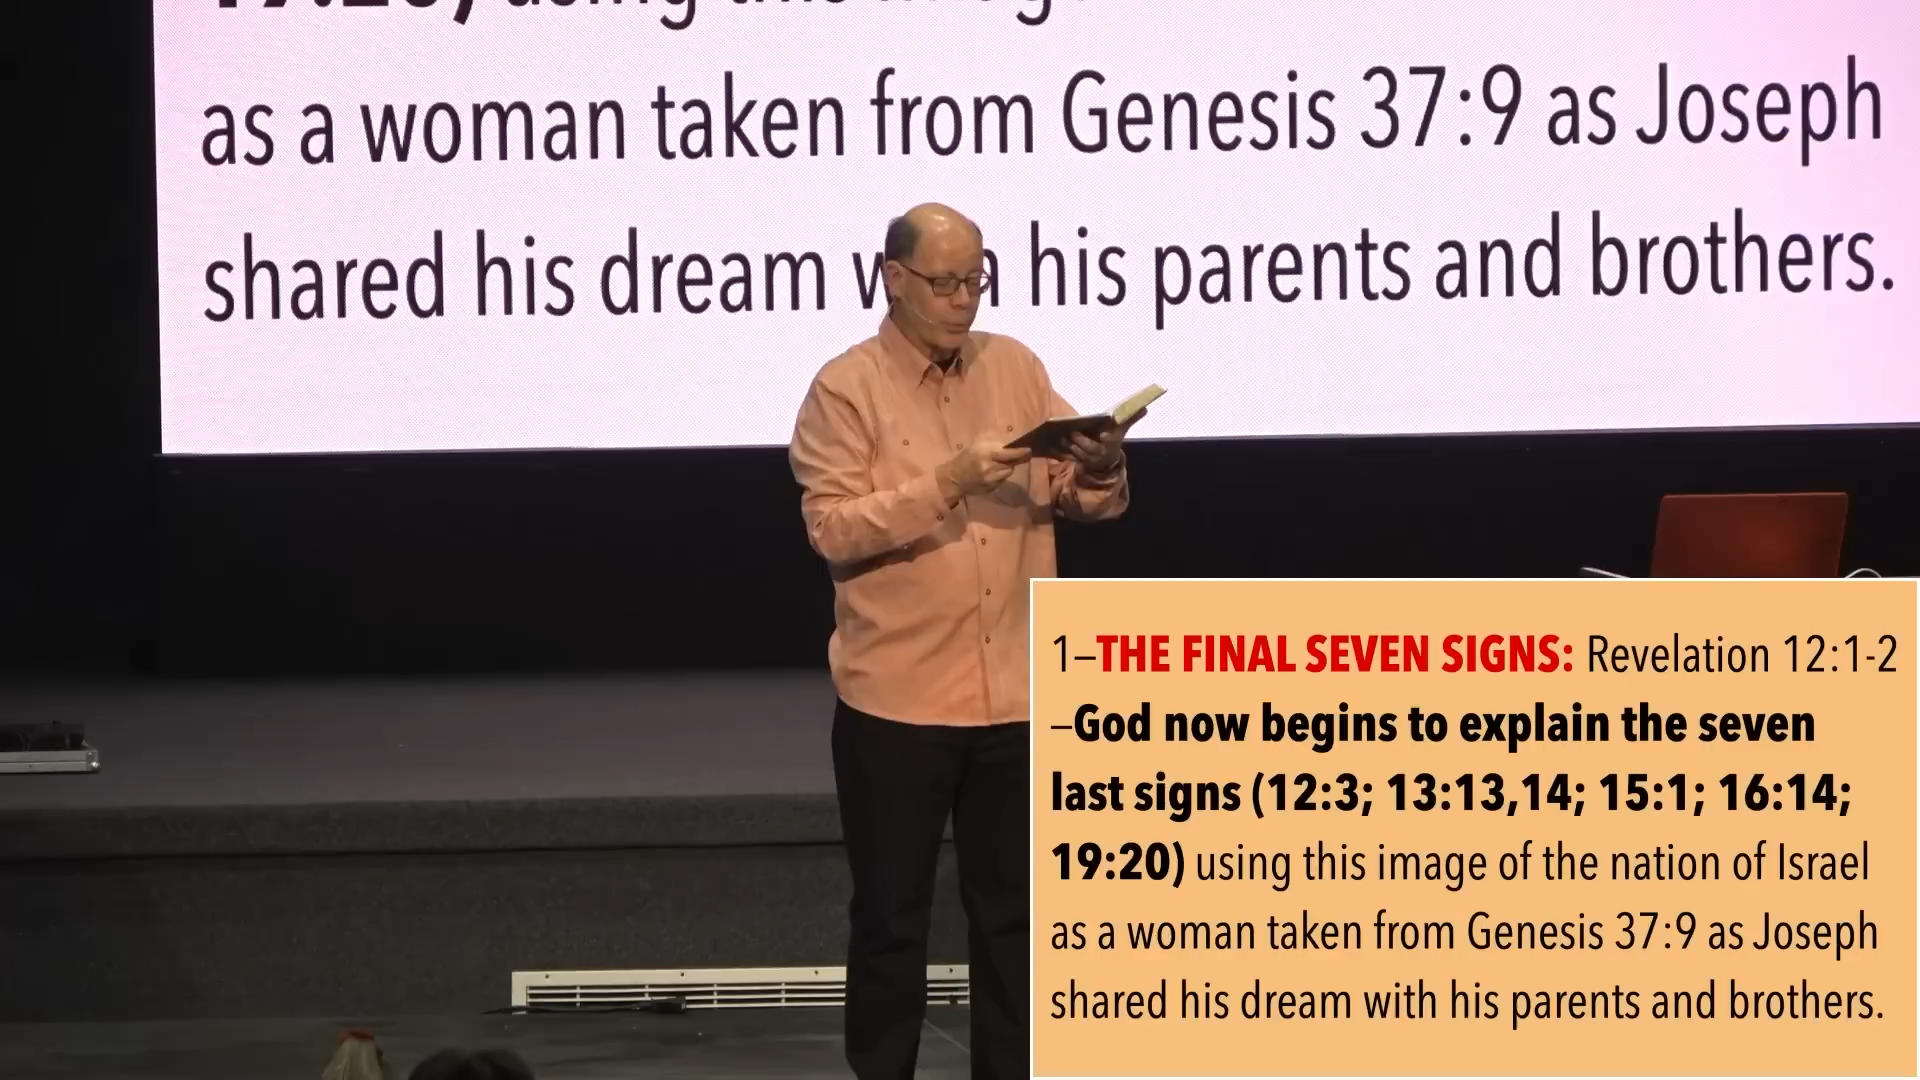 as a woman taken from Genesis 37:9 as Joseph
shared his dream his parents and brothers.
1–THE FINAL SEVEN SIGNS: Revelation 12:1-2
–God now begins to explain the seven
last signs (12:3; 13:13,14; 15:1; 16:14;
19:20) using this image of the nation of Israel
as a woman taken from Genesis 37:9 as Joseph
shared his dream with his parents and brothers.